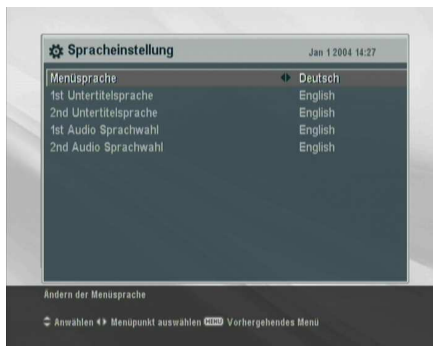 Spracheinstellung Jan 1 2004 14:27
Menüsprache Deutsch
1st Untertitelsprache English
2nd Untertitelsprache English
1st Audio Sprachwahl English
2nd Audio Sprachwahl English
Ändern der Menüsprache
Anwählen Menüpunkt auswählen MENU Vorhergehendes Menü